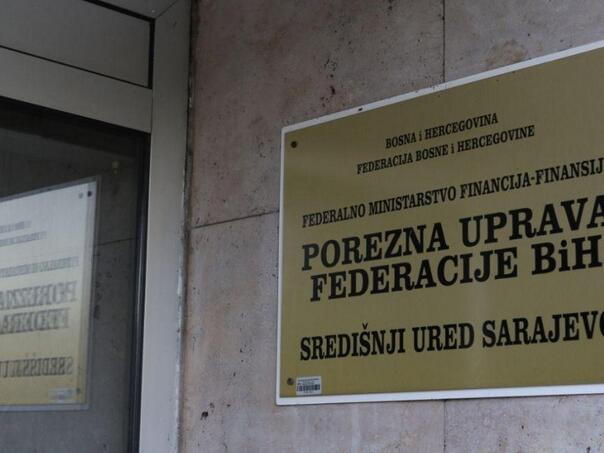 BOSNA i HERCEGOVINA
FEDERACIJA BOSNE i HERCEGOVINE
FEDERALNO MINISTARSTVO FINANCIJA-FINANSIJ
POREZNA UPRAVA
FEDERACIJE BiH
SREDIŠNJI URED SARAJEVO